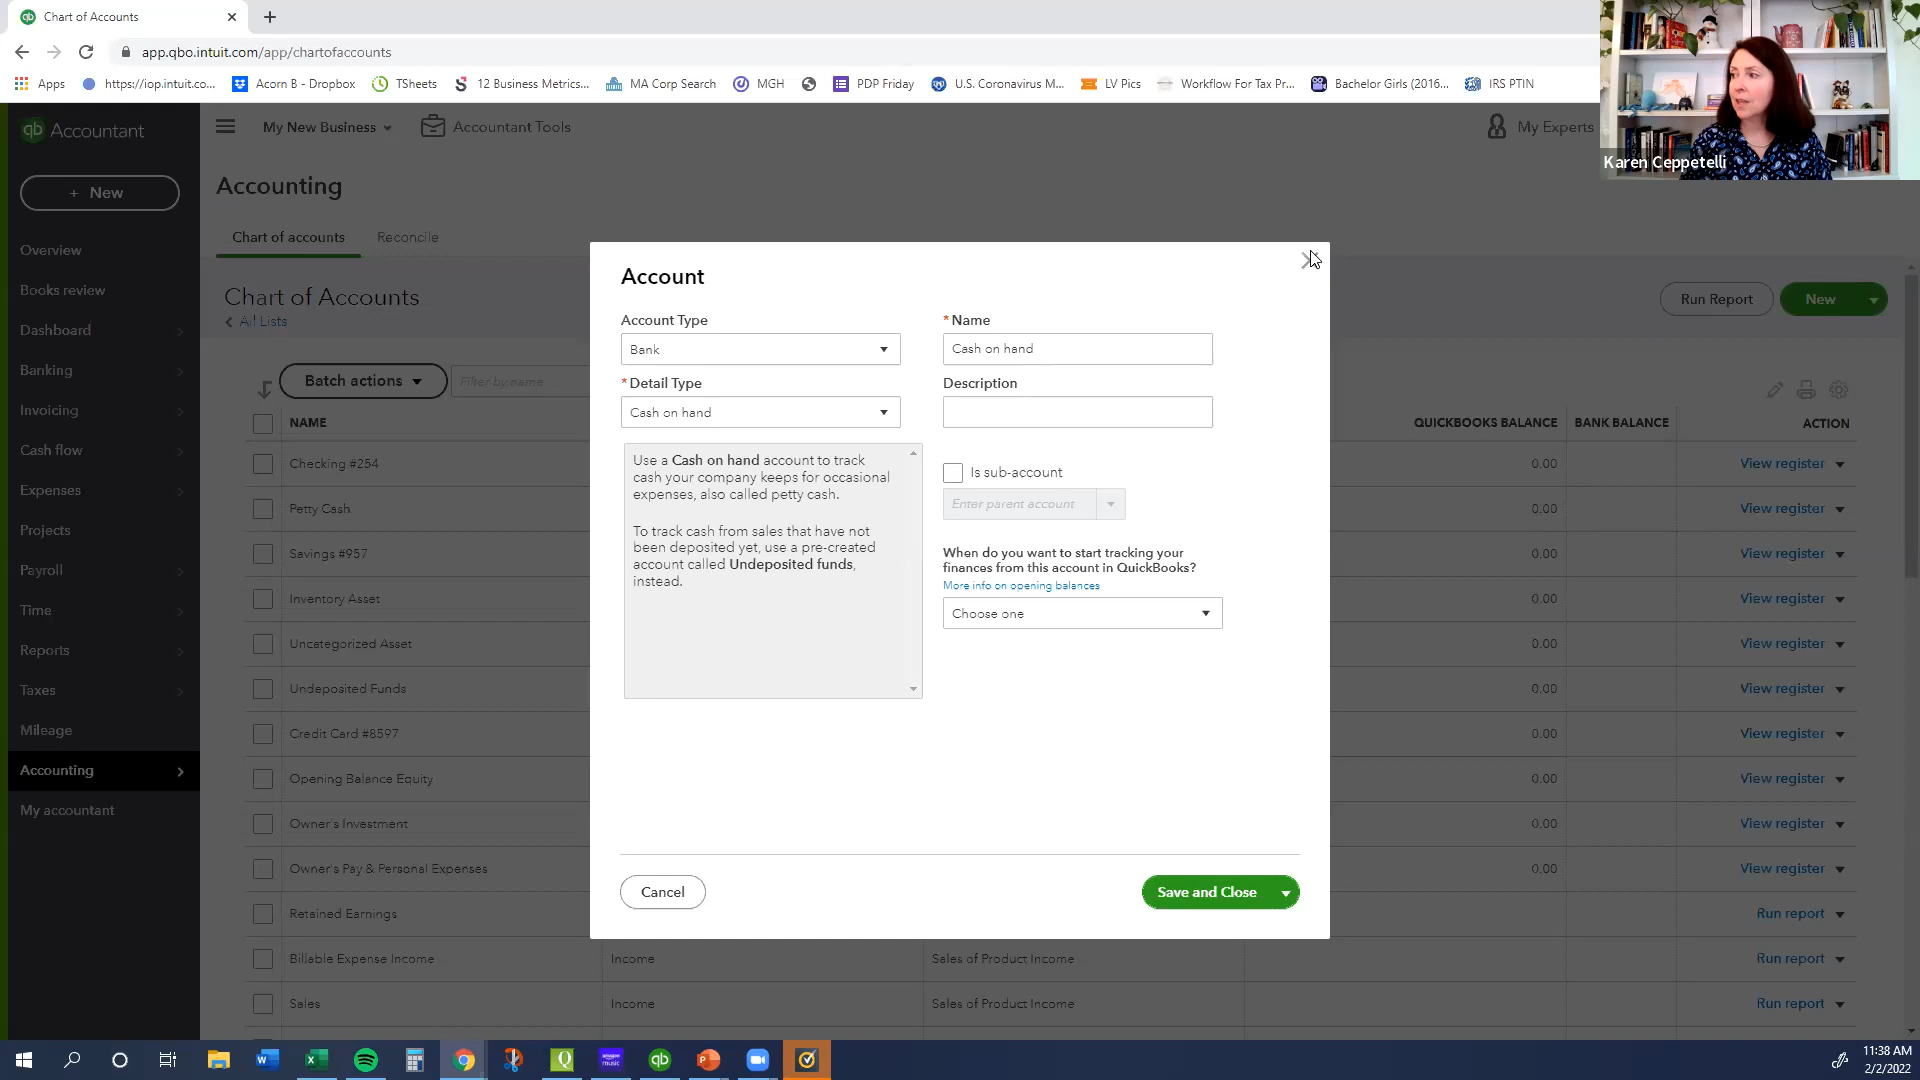 Chart of Accounts
app.qbo.intuit.com/app/chartofaccounts
Apps
https://iop.intuit.co...
Acorn B - Dropbox
TSheets
12 Business Metrics...
MA Corp Search
MGH
PDP Friday
U.S. Coronavirus M...
LV Pics
Workflow For Tax Pr...
Bachelor Girls (2016...
IRS PTIN
Karen Ceppetelli
qb Accountant
My New Business
Accountant Tools
My Experts
+ New
Accounting
Chart of accounts
Reconcile
Overview
Books review
Dashboard
Banking
Invoicing
Cash flow
Expenses
Projects
Payroll
Time
Reports
Taxes
Mileage
Accounting
My accountant
Chart of Accounts
All Lists
Run Report
New
Batch actions
Filter by name
NAME
QUICKBOOKS BALANCE
BANK BALANCE
ACTION
Checking #254
0.00
View register
Petty Cash
0.00
View register
Savings #957
0.00
View register
Inventory Asset
0.00
View register
Uncategorized Asset
0.00
View register
Undeposited Funds
0.00
View register
Credit Card #8597
0.00
View register
Opening Balance Equity
0.00
View register
Owner's Investment
0.00
View register
Owner's Pay & Personal Expenses
0.00
View register
Retained Earnings
Run report
Billable Expense Income
Income
Sales of Product Income
Run report
Sales
Income
Sales of Product Income
Run report
Account
Account Type
Bank
* Detail Type
Cash on hand
Use a Cash on hand account to track
cash your company keeps for occasional
expenses, also called petty cash.
To track cash from sales that have not
been deposited yet, use a pre-created
account called Undeposited funds,
instead.
* Name
Cash on hand
Description
Is sub-account
Enter parent account
When do you want to start tracking your
finances from this account in QuickBooks?
More info on opening balances
Choose one
Cancel
Save and Close
11:38 AM
2/2/2022